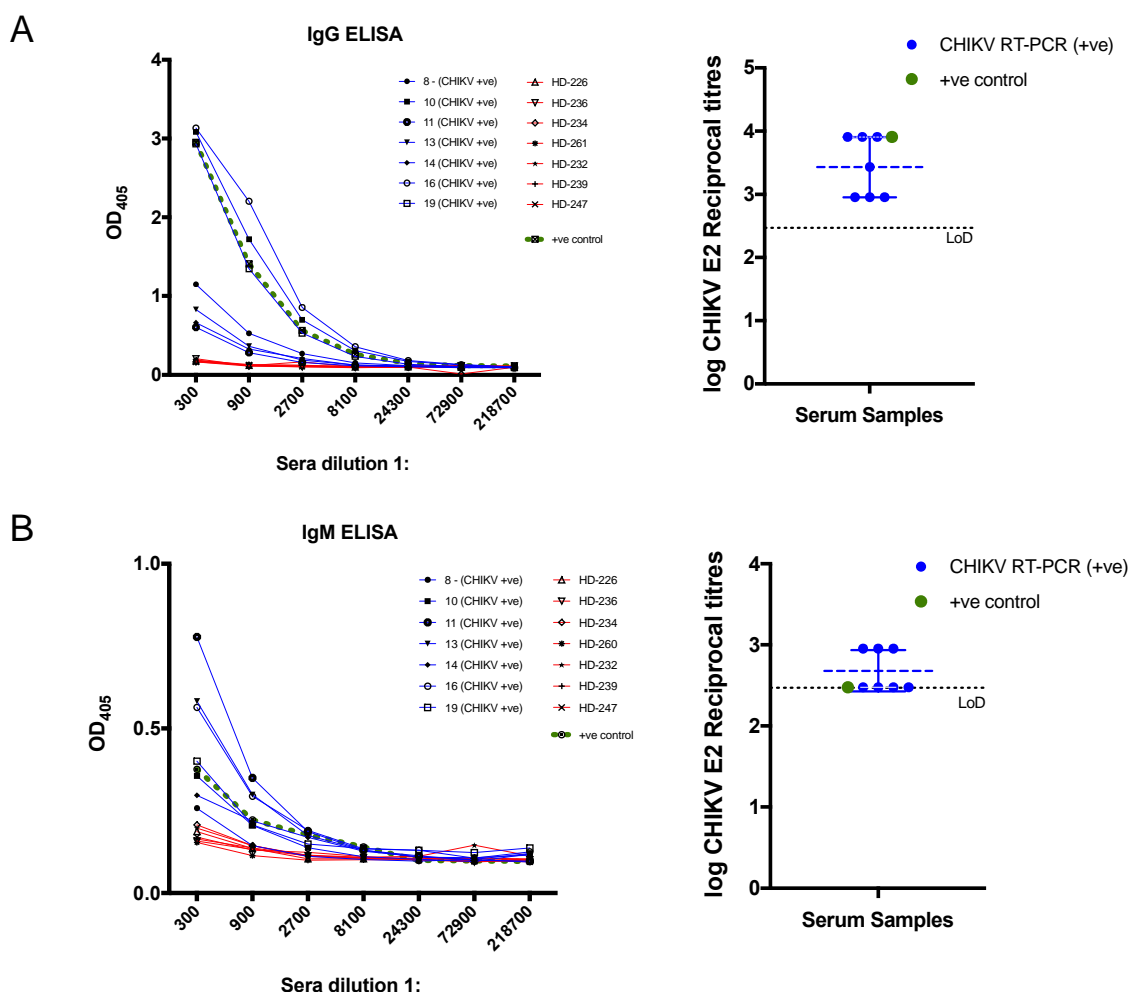 A
IgG ELISA
OD405
4
3
2
1
0
8 - (CHIKV +ve)
10 (CHIKV +ve)
11 (CHIKV +ve)
13 (CHIKV +ve)
14 (CHIKV +ve)
16 (CHIKV +ve)
19 (CHIKV +ve)
HD-226
HD-236
HD-234
HD-261
HD-232
HD-239
HD-247
+ve control
300
900
2700
8100
24300
72900
218700
Sera dilution 1:
CHIKV RT-PCR (+ve)
+ve control
log CHIKV E2 Reciprocal titres
5
4
3
2
1
0
LoD
Serum Samples
B
IgM ELISA
OD405
1.0
0.5
0.0
8 - (CHIKV +ve)
10 (CHIKV +ve)
11 (CHIKV +ve)
13 (CHIKV +ve)
14 (CHIKV +ve)
16 (CHIKV +ve)
19 (CHIKV +ve)
HD-226
HD-236
HD-234
HD-260
HD-232
HD-239
HD-247
+ve control
300
900
2700
8100
24300
72900
218700
Sera dilution 1:
CHIKV RT-PCR (+ve)
+ve control
log CHIKV E2 Reciprocal titres
4
3
2
1
0
LoD
Serum Samples